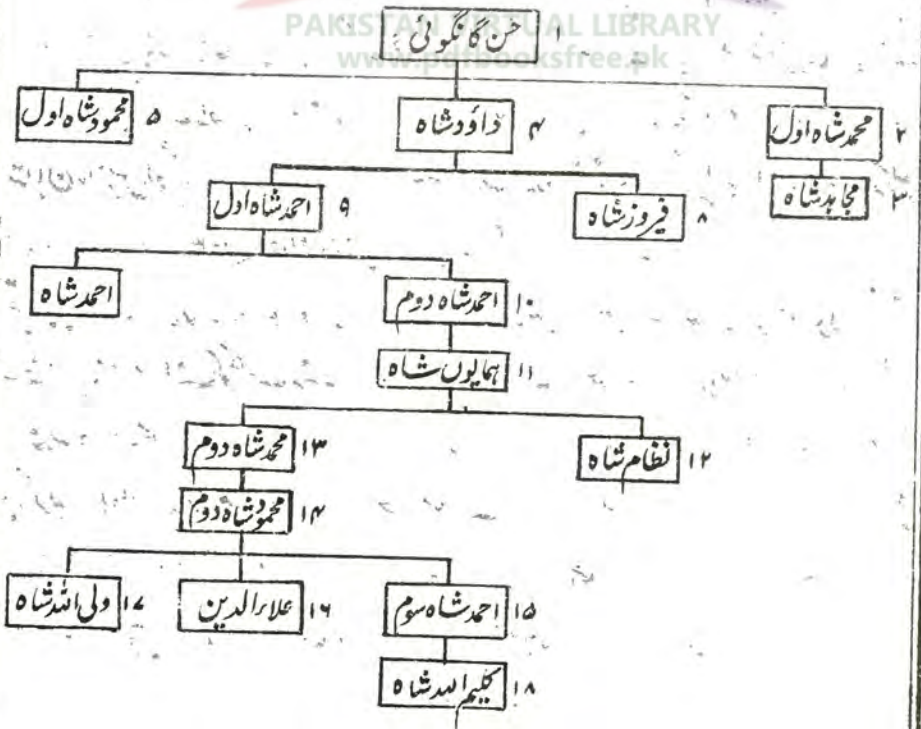 PAKISTAN VIRTUAL LIBRARY
www.pdfbooksfree.pk
۱ حسن گانگوئی
۲ محمد شاہ اول ۴ داؤد شاہ ۵ محمود شاہ اول
۳ مجاہد شاہ
۸ فیروز شاہ ۹ احمد شاہ اول
۱۰ احمد شاہ دوم احمد شاہ
۱۱ ہمایوں شاہ
۱۲ نظام شاہ ۱۳ محمد شاہ دوم
۱۴ محمود شاہ دوم
۱۵ احمد شاہ سوم ۱۶ علاء الدین ۱۷ ولی اللہ شاہ
۱۸ کلیم اللہ شاہ